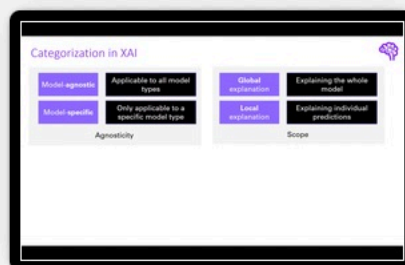 Categorization in XAI
Model-agnostic
Applicable to all model
types
Model-specific
Only applicable to a
specific model type
Agnosticity
Global
explanation
Explaining the whole
model
Local
explanation
Explaining individual
predictions
Scope